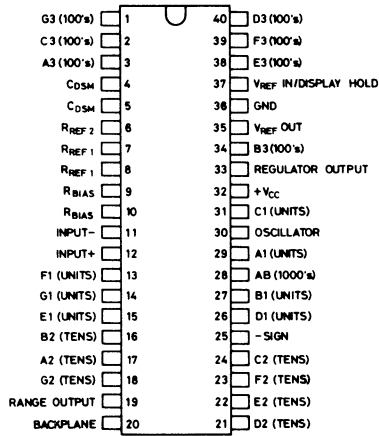 G3 (100's) 1 40 D3 (100's)
C3 (100's) 2 39 F3 (100's)
A3 (100's) 3 38 E3 (100's)
CDSM 4 37 VREF IN/DISPLAY HOLD
CDSM 5 36 GND
RREF 2 6 35 VREF OUT
RREF 1 7 34 B3 (100's)
RREF 1 8 33 REGULATOR OUTPUT
RBIAS 9 32 +VCC
RBIAS 10 31 C1 (UNITS)
INPUT- 11 30 OSCILLATOR
INPUT+ 12 29 A1 (UNITS)
F1 (UNITS) 13 28 AB (1000's)
G1 (UNITS) 14 27 B1 (UNITS)
E1 (UNITS) 15 26 D1 (UNITS)
B2 (TENS) 16 25 -SIGN
A2 (TENS) 17 24 C2 (TENS)
G2 (TENS) 18 23 F2 (TENS)
RANGE OUTPUT 19 22 E2 (TENS)
BACKPLANE 20 21 D2 (TENS)